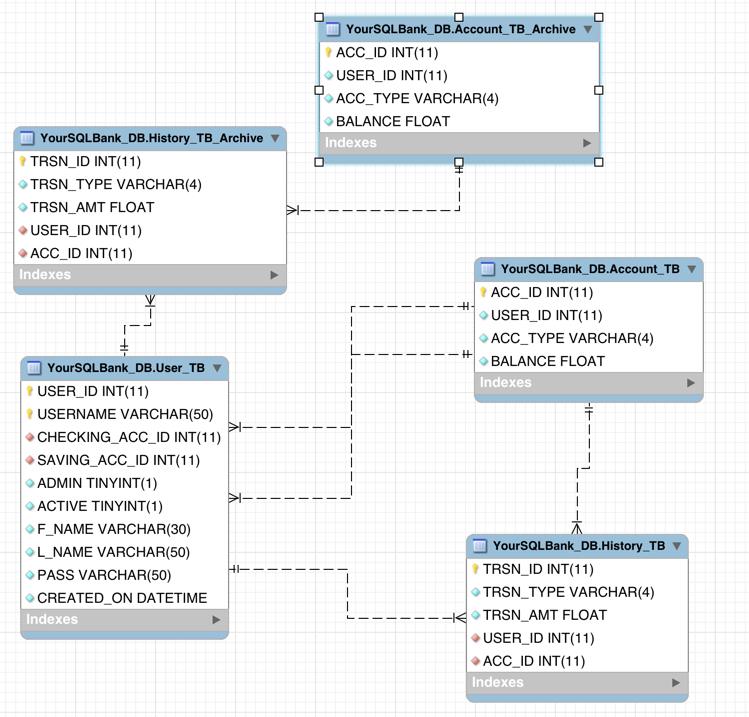 YourSQLBank_DB.Account_TB_Archive
ACC_ID INT(11)
USER_ID INT(11)
ACC_TYPE VARCHAR(4)
BALANCE FLOAT
Indexes
YourSQLBank_DB.History_TB_Archive
TRSN_ID INT(11)
TRSN_TYPE VARCHAR(4)
TRSN_AMT FLOAT
USER_ID INT(11)
ACC_ID INT(11)
Indexes
YourSQLBank_DB.Account_TB
ACC_ID INT(11)
USER_ID INT(11)
ACC_TYPE VARCHAR(4)
BALANCE FLOAT
Indexes
YourSQLBank_DB.User_TB
USER_ID INT(11)
USERNAME VARCHAR(50)
CHECKING_ACC_ID INT(11)
SAVING_ACC_ID INT(11)
ADMIN TINYINT(1)
ACTIVE TINYINT(1)
F_NAME VARCHAR(30)
L_NAME VARCHAR(50)
PASS VARCHAR(50)
CREATED_ON DATETIME
Indexes
YourSQLBank_DB.History_TB
TRSN_ID INT(11)
TRSN_TYPE VARCHAR(4)
TRSN_AMT FLOAT
USER_ID INT(11)
ACC_ID INT(11)
Indexes